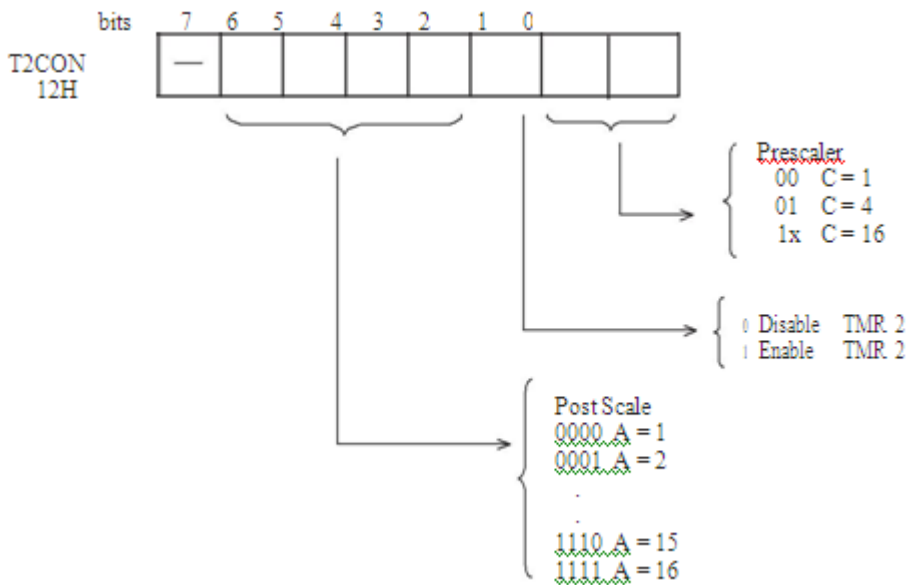 bits 7 6 5 4 3 2 1 0
T2CON
12H
—
Prescaler
00 C = 1
01 C = 4
1x C = 16
0 Disable TMR 2
1 Enable TMR 2
Post Scale
0000 A = 1
0001 A = 2
.
.
1110 A = 15
1111 A = 16